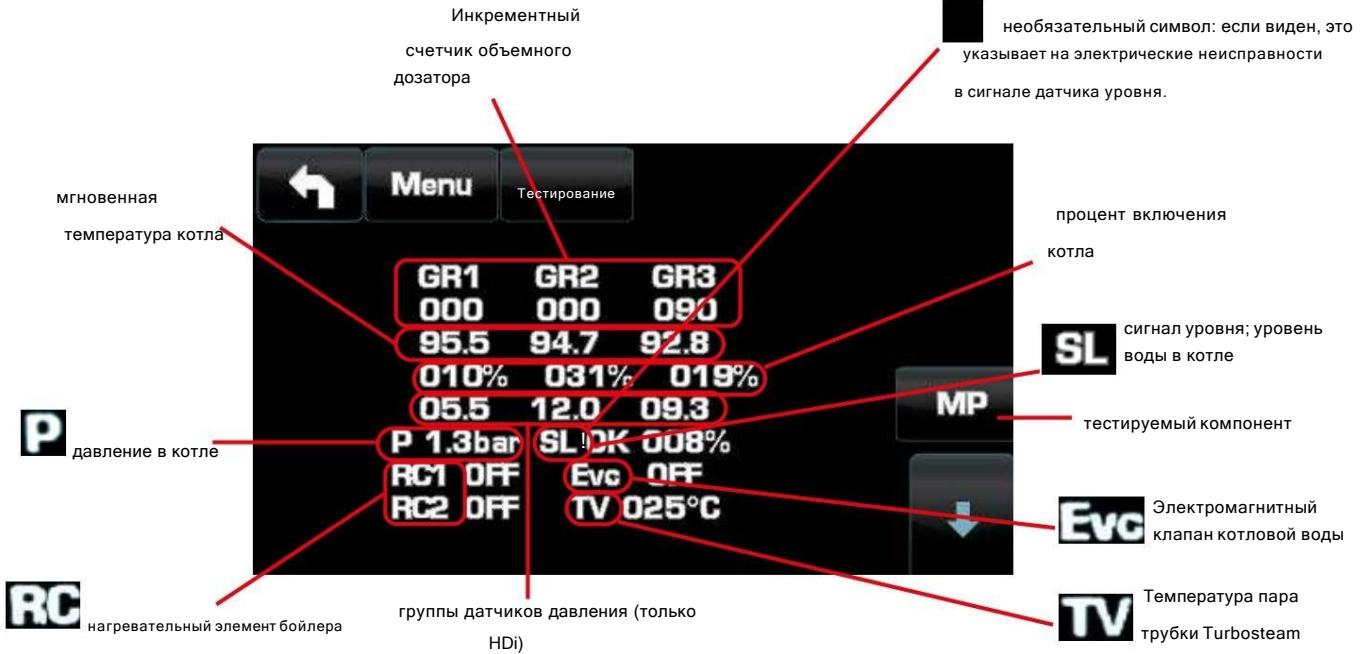 Инкрементный
счетчик объемного
дозатора
необязательный символ: если виден, это
указывает на электрические неисправности
в сигнале датчика уровня.
мгновенная
температура котла
Menu
Тестирование
процент включения
котла
GR1 GR2 GR3
000 000 090
95.5 94.7 92.8
010% 031% 019%
05.5 12.0 09.3
P 1.3bar SL ! OK 008%
RC1 OFF Evc OFF
RC2 OFF TV 025°C
MP
SL
сигнал уровня; уровень
воды в котле
тестируемый компонент
P
давление в котле
Evc
Электромагнитный
клапан котловой воды
RC
нагревательный элемент бойлера
группы датчиков давления (только
HDi)
TV
Температура пара
трубки Turbosteam